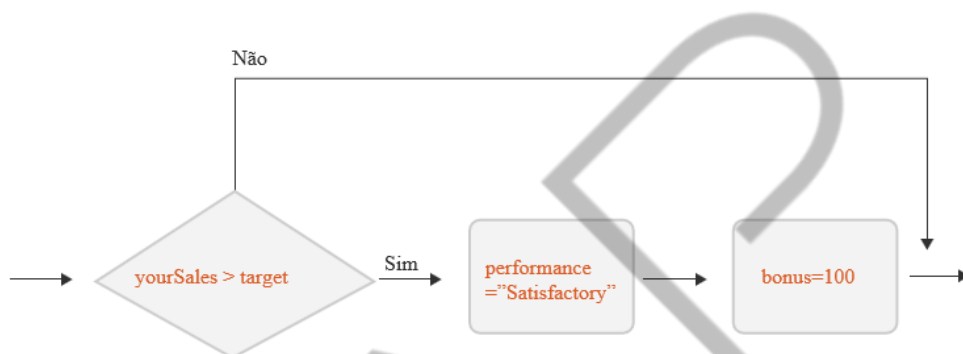 Não
yourSales > target
Sim
performance
=”Satisfactory”
bonus=100